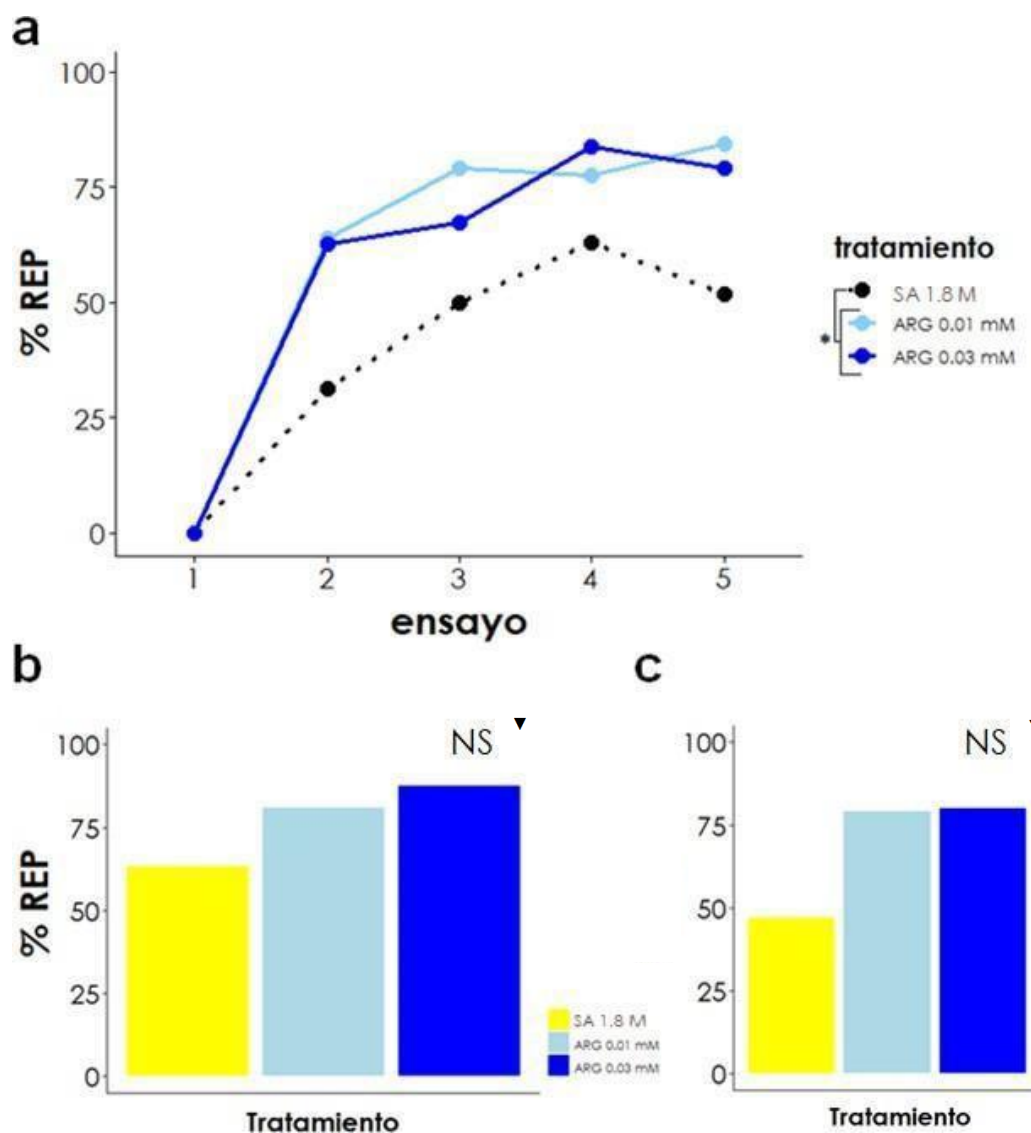 a
100
75
50
25
0
% REP
1 2 3 4 5
ensayo
tratamiento
SA 1.8 M
ARG 0.01 mM
ARG 0.03 mM
*
b
NS
100
75
50
25
0
% REP
Tratamiento
SA 1.8 M
ARG 0.01 mM
ARG 0.03 mM
c
NS
100
75
50
25
0
Tratamiento